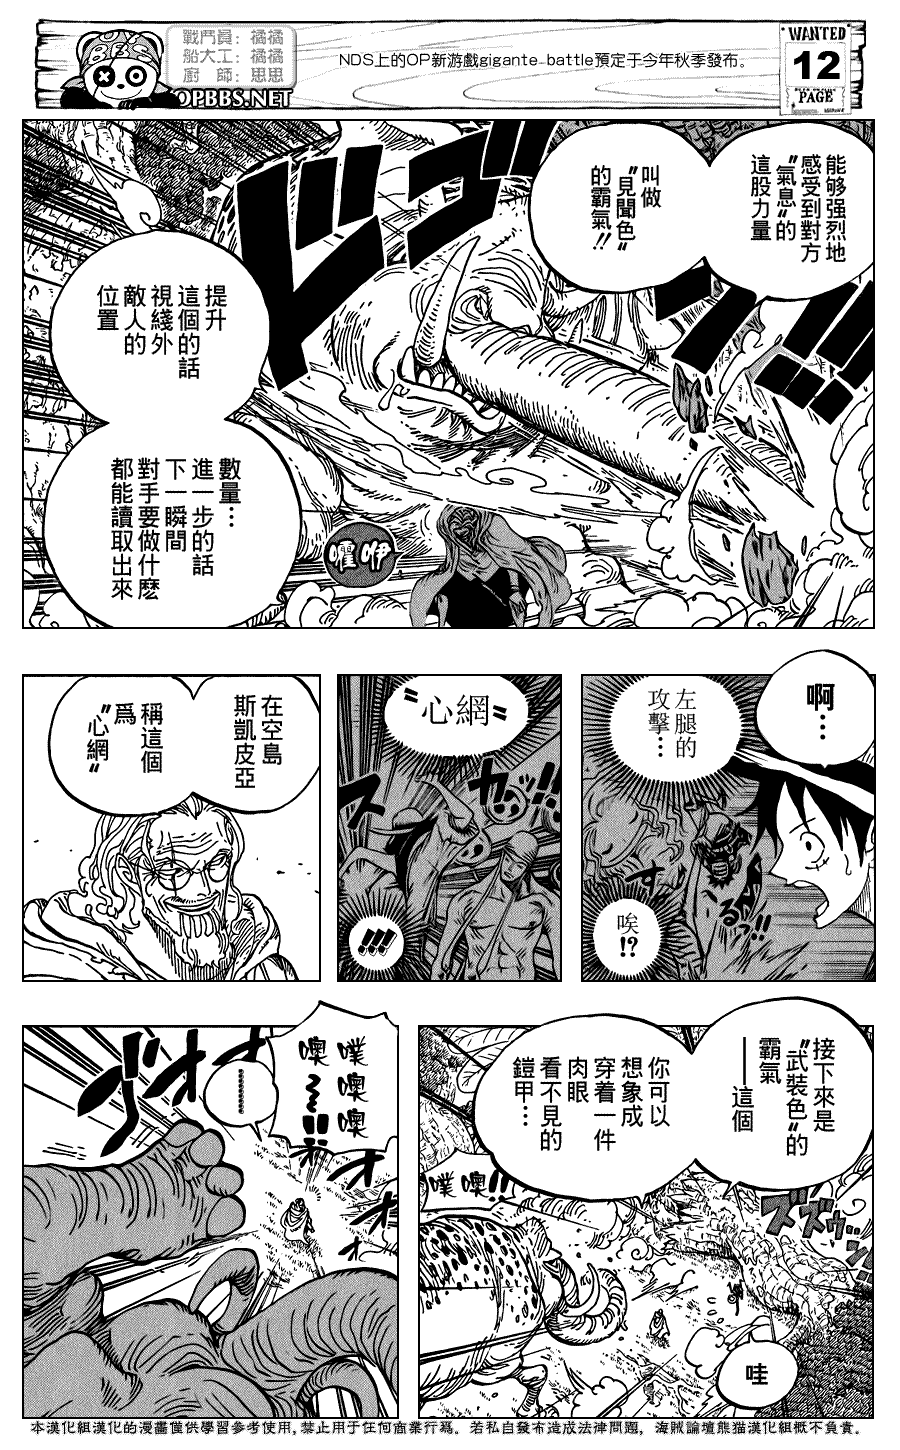 戰鬥員：橘橘
船大工：橘橘
廚　師：思思
OPBBS.NET
NDS上的OP新游戲gigante battle預定于今年秋季發布。
WANTED
12
PAGE
能够强烈地
感受到對方
"氣息"的
這股力量
叫做
"見聞色"
的霸氣!!
ドゴ
提升
這個的話
視綫外
敵人的
位置
數量…
進一步的話
下一瞬間
對手要做什麽
都能讀取出來
咿
嚯
啊…
左腿的
攻擊…
唉!?
"心網"
!!!
在空島
斯凱皮亞
稱這個
爲
"心網"
接下來是
"武裝色"的
霸氣
——這個
你可以
想象成
穿着一件
肉眼
看不見的
鎧甲…
噗噢!!
ズズゥ
哇
噗噢噢
噢
…………
本漢化組漢化的漫畫僅供學習參考使用,禁止用于任何商業行爲。若私自發布造成法律問題，海賊論壇熊猫漢化組概不負責。